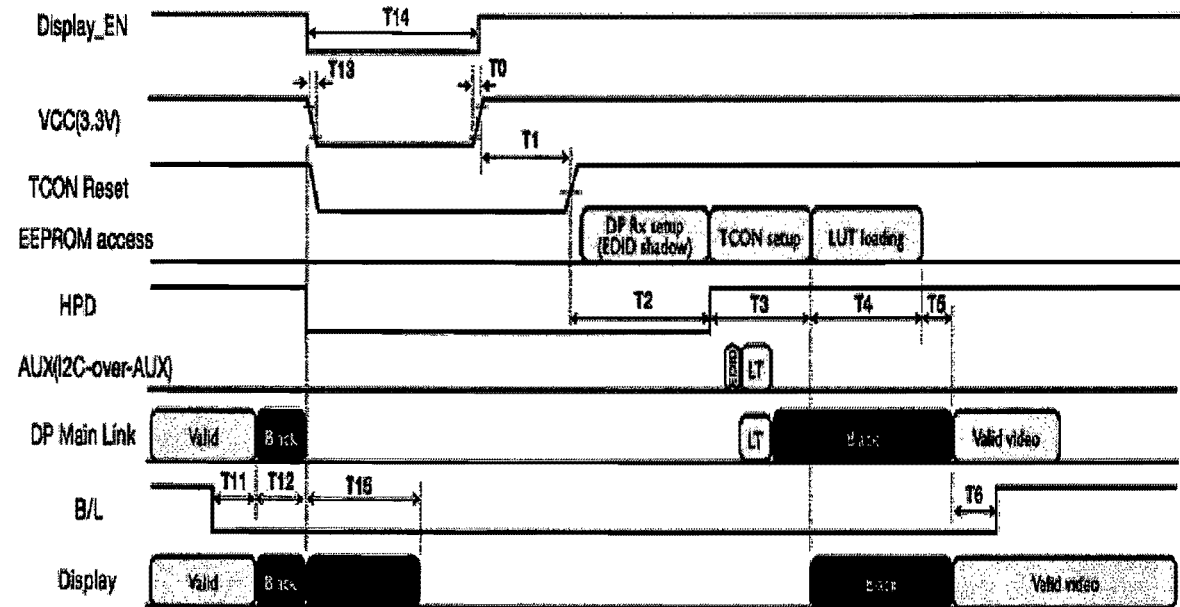 Display_EN
T14
T13
T0
VCC(3.3V)
T1
TCON Reset
EEPROM access
DP Rx setup
(EDID shadow)
TCON setup
LUT loading
HPD
T2
T3
T4
T5
AUX(I2C-over-AUX)
EDID
LT
DP Main Link
Valid
Black
LT
Black
Valid video
T11
T12
T15
T6
B/L
Display
Valid
Black
Black
Valid video